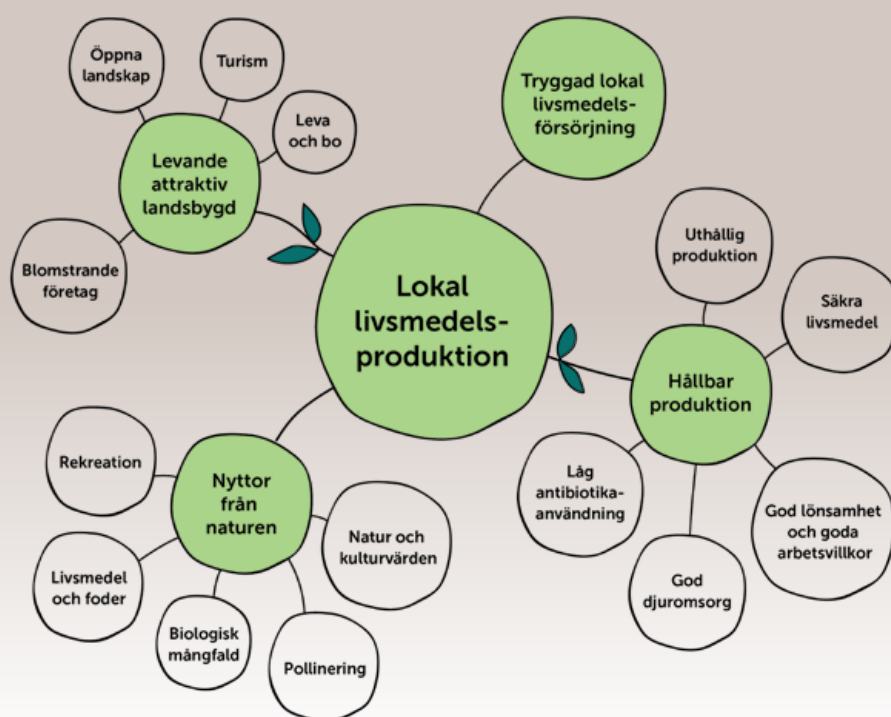 Öppna
landskap
Turism
Leva
och bo
Levande
attraktiv
landsbygd
Blomstrande
företag
Tryggad lokal
livsmedels-
försörjning
Lokal
livsmedels-
produktion
Uthållig
produktion
Säkra
livsmedel
Hållbar
produktion
Låg
antibiotika-
användning
God lönsamhet
och goda
arbetsvillkor
God
djuromsorg
Rekreation
Nyttor
från
naturen
Natur och
kulturvärden
Livsmedel
och foder
Biologisk
mångfald
Pollinering